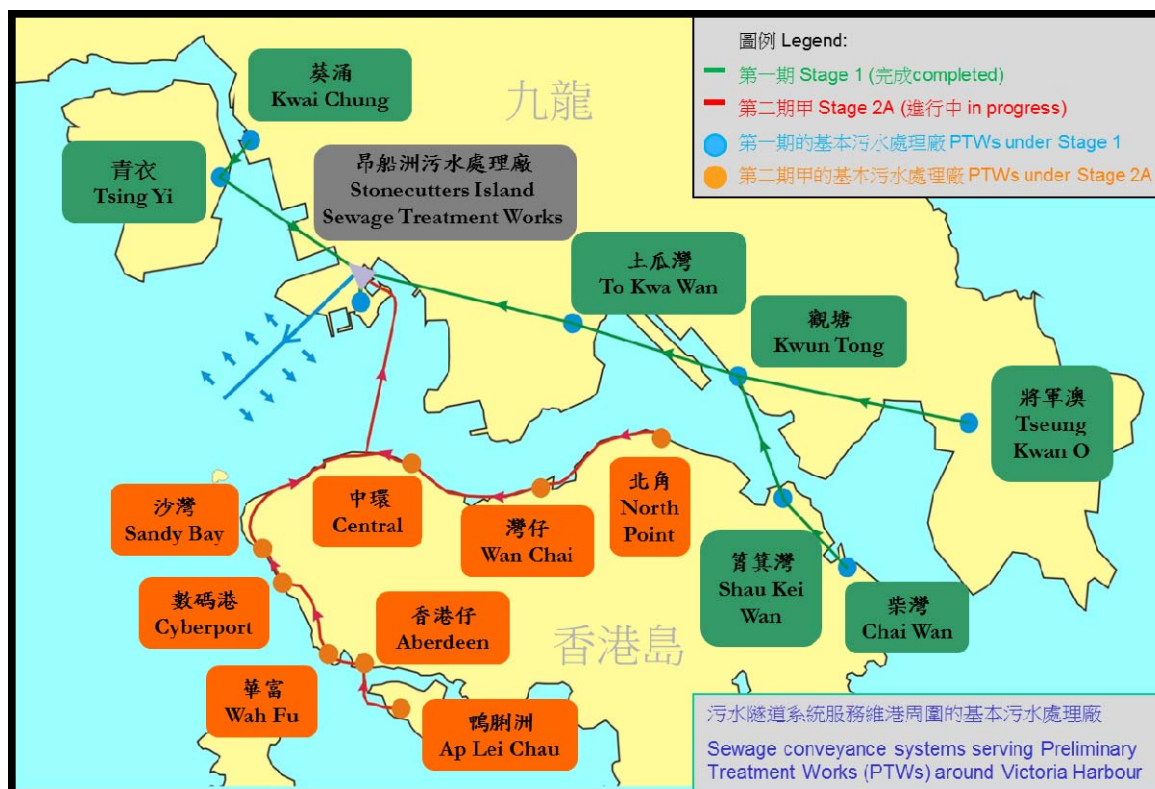 圖例 Legend:
第一期 Stage 1 (完成completed)
第二期甲 Stage 2A (進行中 in progress)
第一期的基本污水處理廠 PTWs under Stage 1
第二期甲的基本污水處理廠 PTWs under Stage 2A
葵涌
Kwai Chung
九龍
青衣
Tsing Yi
昂船洲污水處理廠
Stonecutters Island
Sewage Treatment Works
土瓜灣
To Kwa Wan
觀塘
Kwun Tong
將軍澳
Tseung
Kwan O
沙灣
Sandy Bay
中環
Central
灣仔
Wan Chai
北角
North
Point
數碼港
Cyberport
香港仔
Aberdeen
筲箕灣
Shau Kei
Wan
柴灣
Chai Wan
香港島
華富
Wah Fu
鴨脷洲
Ap Lei Chau
污水隧道系統服務維港周圍的基本污水處理廠
Sewage conveyance systems serving Preliminary
Treatment Works (PTWs) around Victoria Harbour